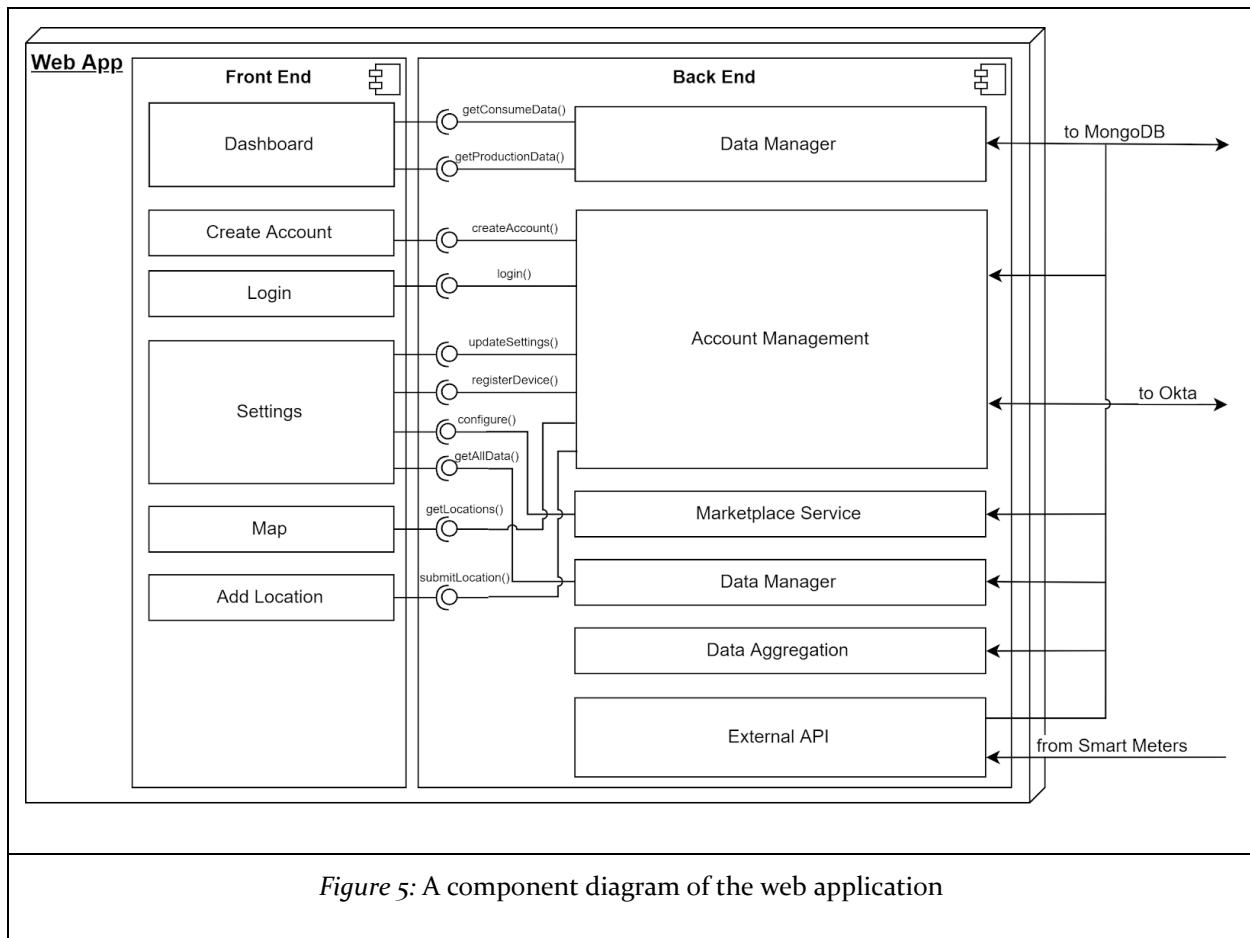 Web App
Front End
Back End
Dashboard
getConsumeData()
getProductionData()
Data Manager
to MongoDB
Create Account
createAccount()
Login
login()
Account Management
Settings
updateSettings()
registerDevice()
configure()
getAllData()
to Okta
Map
getLocations()
Marketplace Service
Add Location
submitLocation()
Data Manager
Data Aggregation
External API
from Smart Meters
Figure 5: A component diagram of the web application